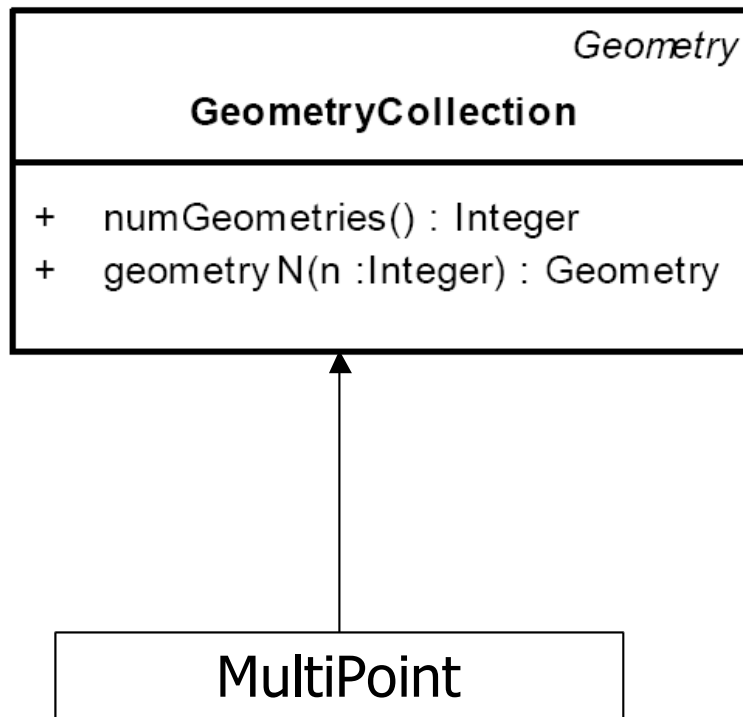 Geometry
GeometryCollection
+ numGeometries() : Integer
+ geometryN(n :Integer) : Geometry
MultiPoint